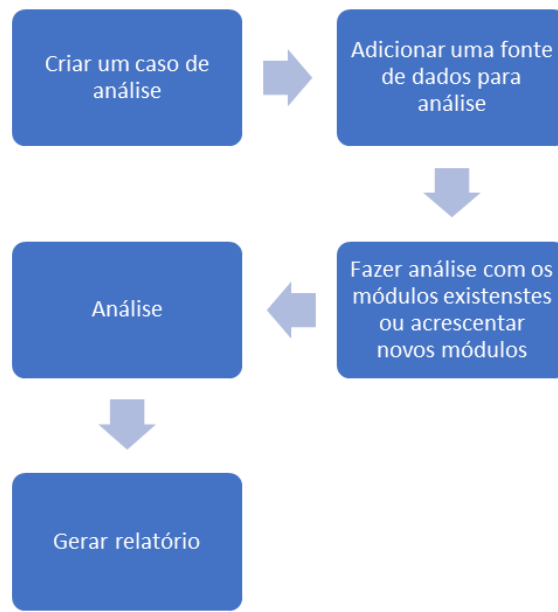 Criar um caso de
análise
Adicionar uma fonte
de dados para
análise
Fazer análise com os
módulos existenstes
ou acrescentar
novos módulos
Análise
Gerar relatório